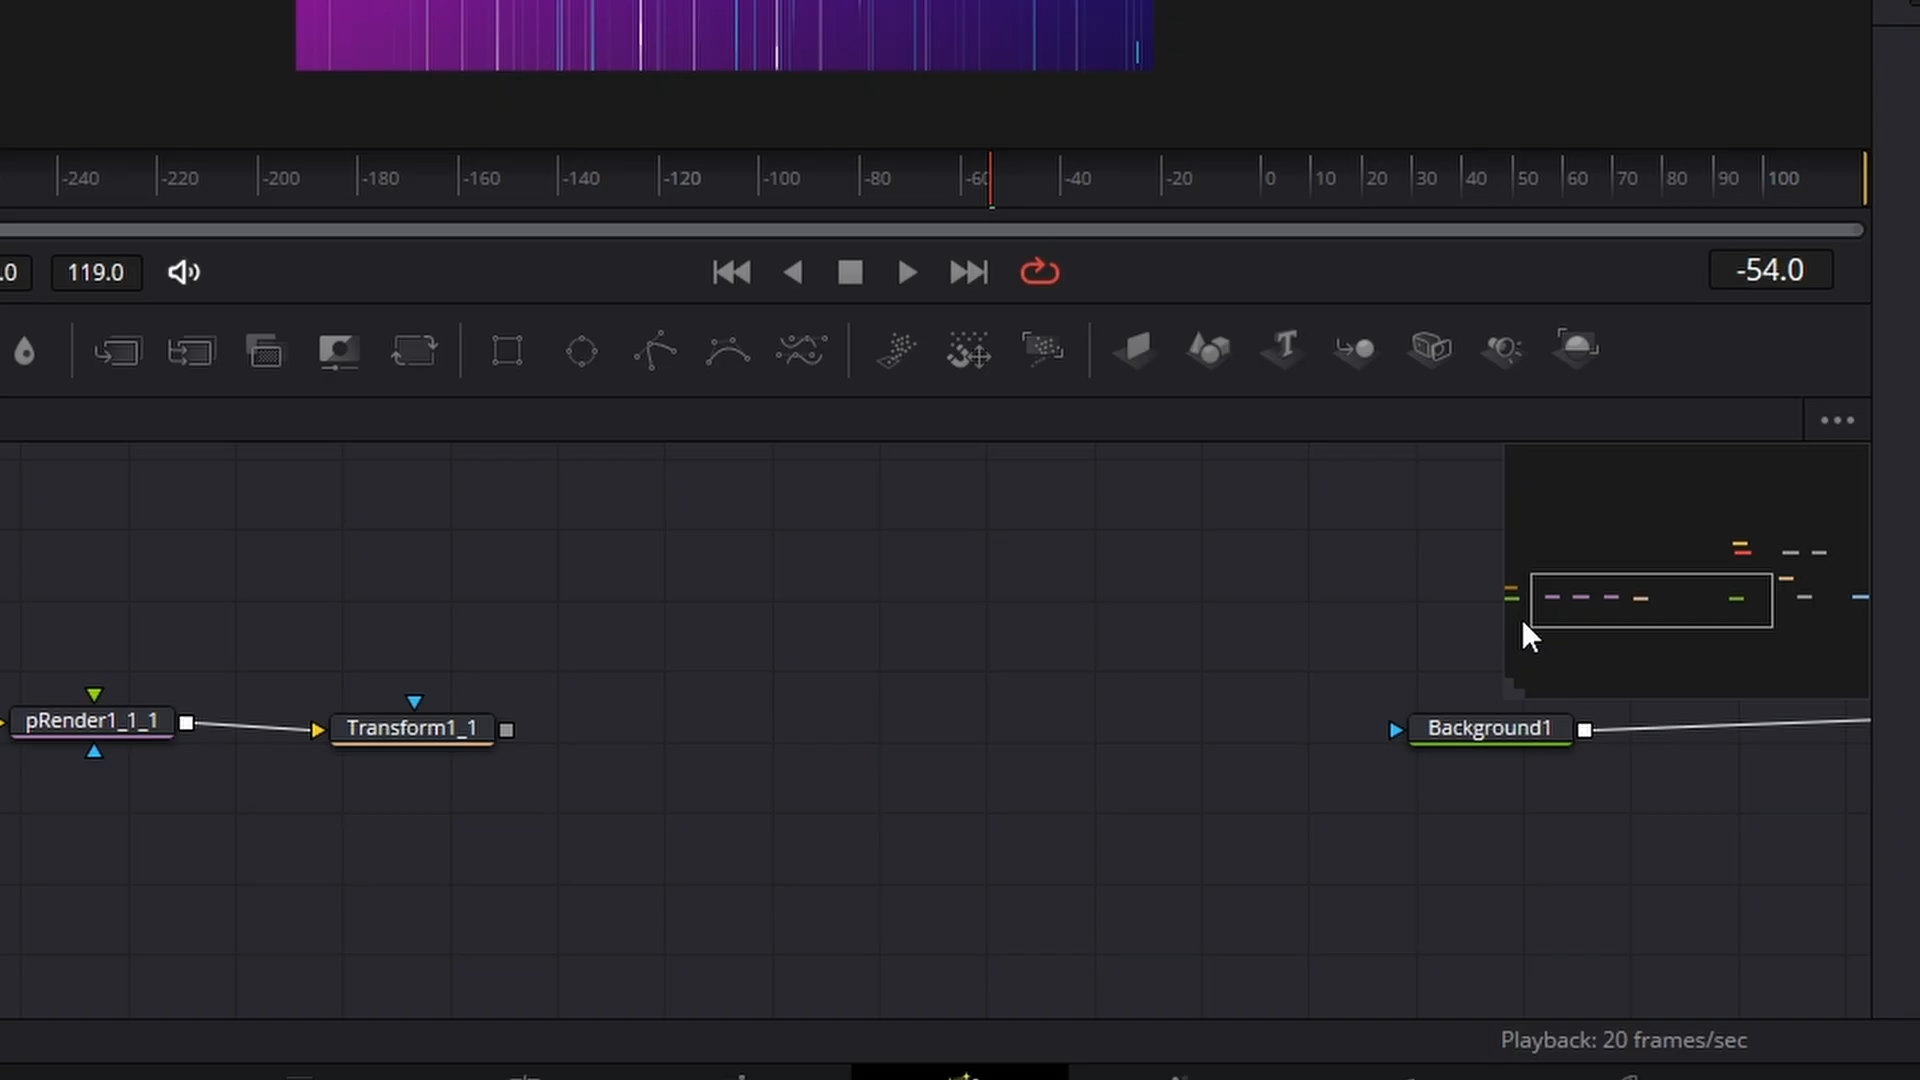 -240 -220 -200 -180 -160 -140 -120 -100 -80 -60 -40 -20 0 10 20 30 40 50 60 70 80 90 100
.0 119.0 -54.0
pRender1_1_1 Transform1_1 Background1
Playback: 20 frames/sec